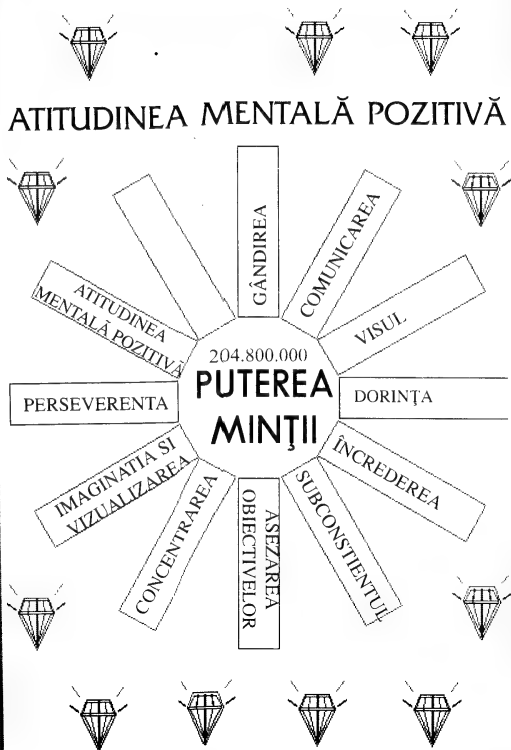 ATITUDINEA MENTALĂ POZITIVĂ
GÂNDIREA
COMUNICAREA
VISUL
DORINŢA
ÎNCREDEREA
SUBCONSTIENTUL
ASEZAREA
OBIECTIVELOR
CONCENTRAREA
IMAGINATIA SI
VIZUALIZAREA
PERSEVERENTA
ATITUDINEA
MENTALĂ POZITIVĂ
204.800.000
PUTEREA
MINŢII